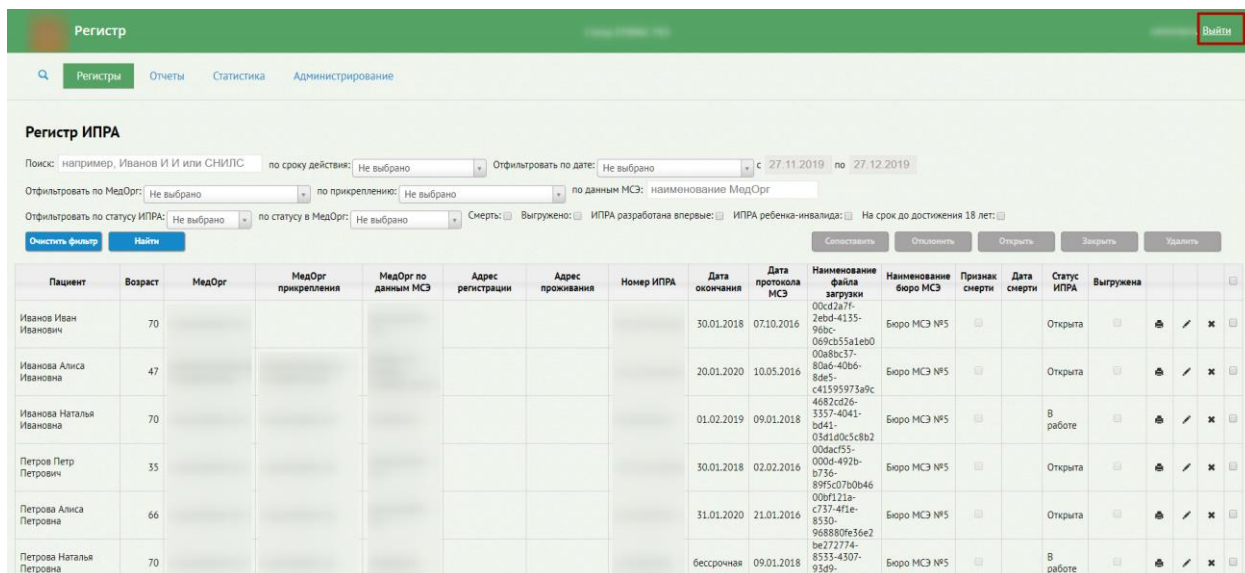 Регистр
Выйти
Регистры Отчеты Статистика Администрирование
Регистр ИПРА
Поиск: например, Иванов И И или СНИЛС по сроку действия: Не выбрано Отфильтровать по дате: Не выбрано с 27.11.2019 по 27.12.2019
Отфильтровать по МедОрг: Не выбрано по прикреплению: Не выбрано по данным МСЭ: наименование МедОрг
Отфильтровать по статусу ИПРА: Не выбрано по статусу в МедОрг: Не выбрано Смерть: Выгружено: ИПРА разработана впервые: ИПРА ребенка-инвалида: На срок до достижения 18 лет:
Очистить фильтр Найти Сопоставить Отклонить Открыть Закрыть Удалить
Пациент Возраст МедОрг МедОрг прикрепления МедОрг по данным МСЭ Адрес регистрации Адрес проживания Номер ИПРА Дата окончания Дата протокола МСЭ Наименование файла загрузки Наименование бюро МСЭ Признак смерти Дата смерти Статус ИПРА Выгружена
Иванов Иван Иванович 70 30.01.2018 07.10.2016 00cd2a7f-2ebd-4135-96bc-069cb55a1eb0 Бюро МСЭ №5 Открыта
Иванова Алиса Ивановна 47 20.01.2020 10.05.2016 00a8bc37-80a6-40b6-8de5-c41595973a9c Бюро МСЭ №5 Открыта
Иванова Наталья Ивановна 70 01.02.2019 09.01.2018 4682cd26-3357-4041-bd41-03d1d0c5c8b2 Бюро МСЭ №5 В работе
Петров Петр Петрович 35 30.01.2018 02.02.2016 00dacf55-000d-492b-b736-89f5c07b0b46 Бюро МСЭ №5 Открыта
Петрова Алиса Петровна 66 31.01.2020 21.01.2016 00bf121a-c737-4f1e-8530-968880fe36e2 Бюро МСЭ №5 Открыта
Петрова Наталья Петровна 70 бессрочная 09.01.2018 be272774-8533-4307-93d9- Бюро МСЭ №5 В работе